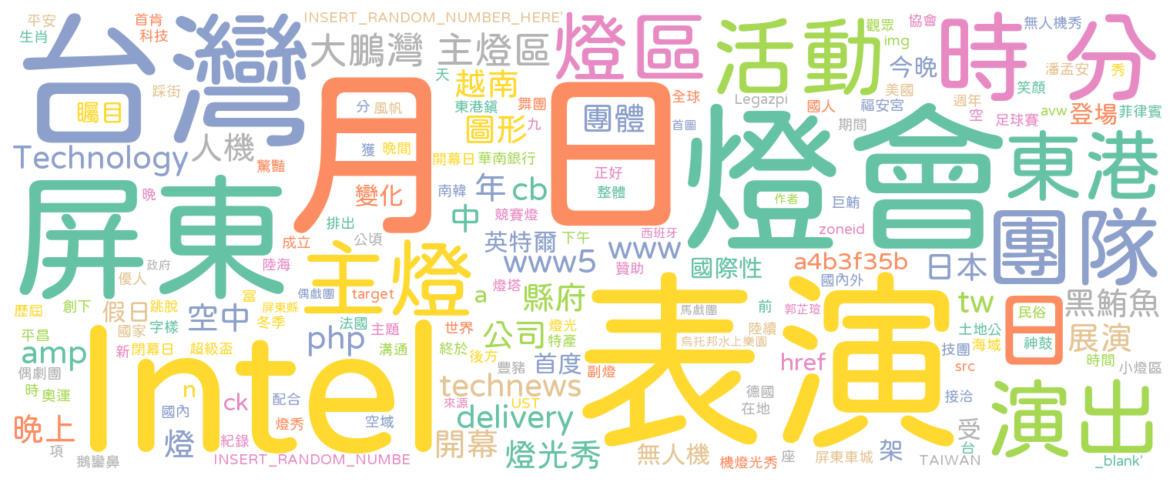 平安 首肯 INSERT_RANDOM_NUMBER_HERE' 觀眾 協會 無人機秀
生肖 科技 台灣 大鵬灣 主燈區 燈區 活動 img 時分
踩街 越南 今晚 美國 潘孟安 秀
矚目 天 東港鎮 舞團 全球 Legazpi 國人 福安宮 週年 笑顏
分 風帆 圖形 九 團體 首圖 期間 空 足球賽 avw 登場 菲律賓
Technology 人機 驚豔 獲 晚間 開幕日 華南銀行 燈會 東港
月 日 正好 整體
屏東 晚 變化 南韓 年 cb 作者 巨鮪 團隊
排出 中 競賽燈 zoneid
成立 公頃 英特爾 下午 西班牙 www
優人 政府 陸海 主燈 www5 贊助 國際性 a4b3f35b 日本
歷屆 創下 跳脫 假日 富 偶戲團 target 燈塔 a 縣府 國內外 tw 日 民俗 黑鮪魚
字樣 空中 屏東縣 冬季 法國 主題 世界 燈光 馬戲團 前 郭芷瑄 土地公 神鼓
平昌 新 國家 php 溝通 終於 公司 特產 表演 陸續 技團 海域 展演
amp 閉幕日 超級盃 Intel 後方 首度 烏托邦水上樂園 href src 時間 小燈區
偶劇團 豐豬 副燈 德國
時 奧運 n technews 在地 接洽 演出
國內 ck 配合 來源 UST delivery
晚上 燈 燈秀 空域 開幕 無人機 架 受 台
項 紀錄 燈光秀 座
鵝鑾鼻 INSERT_RANDOM_NUMBE 機燈光秀 屏東車城 TAIWAN _blank'